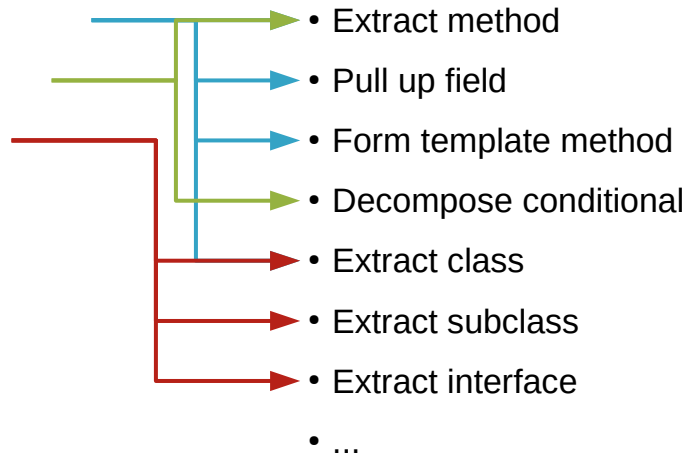 • Extract method
• Pull up field
• Form template method
• Decompose conditional
• Extract class
• Extract subclass
• Extract interface
• ...